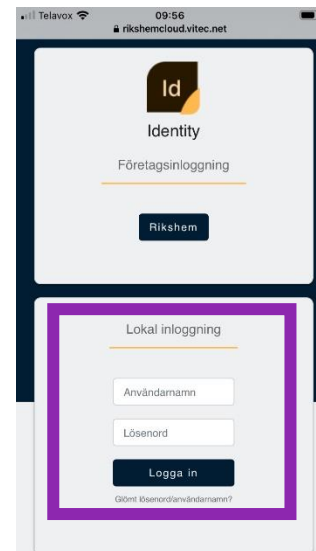 Telavox 09:56
rikshemcloud.vitec.net
Id
Identity
Företagsinloggning
Rikshem
Lokal inloggning
Användarnamn
Lösenord
Logga in
Glömt lösenord/användarnamn?